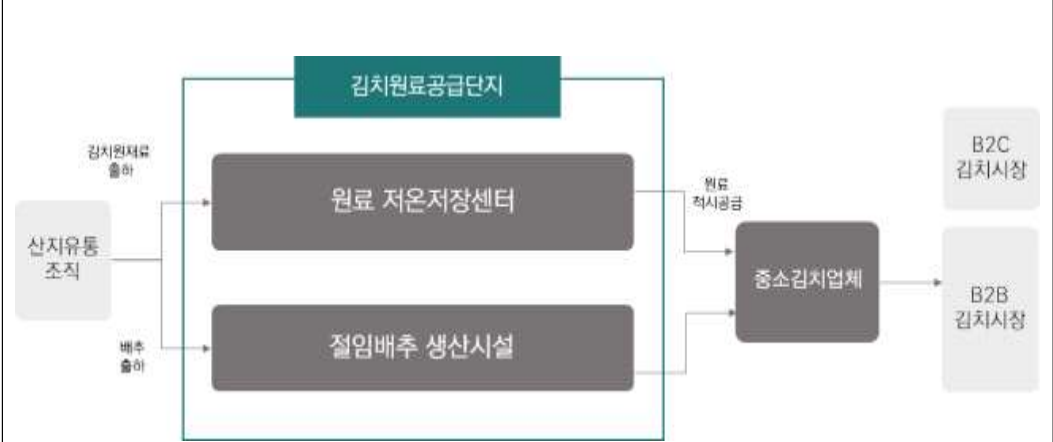 김치원료공급단지
김치원재료
출하
원료 저온저장센터
원료
적시공급
B2C
김치시장
산지유통
조직
중소김치업체
B2B
김치시장
배추
출하
절임배추 생산시설